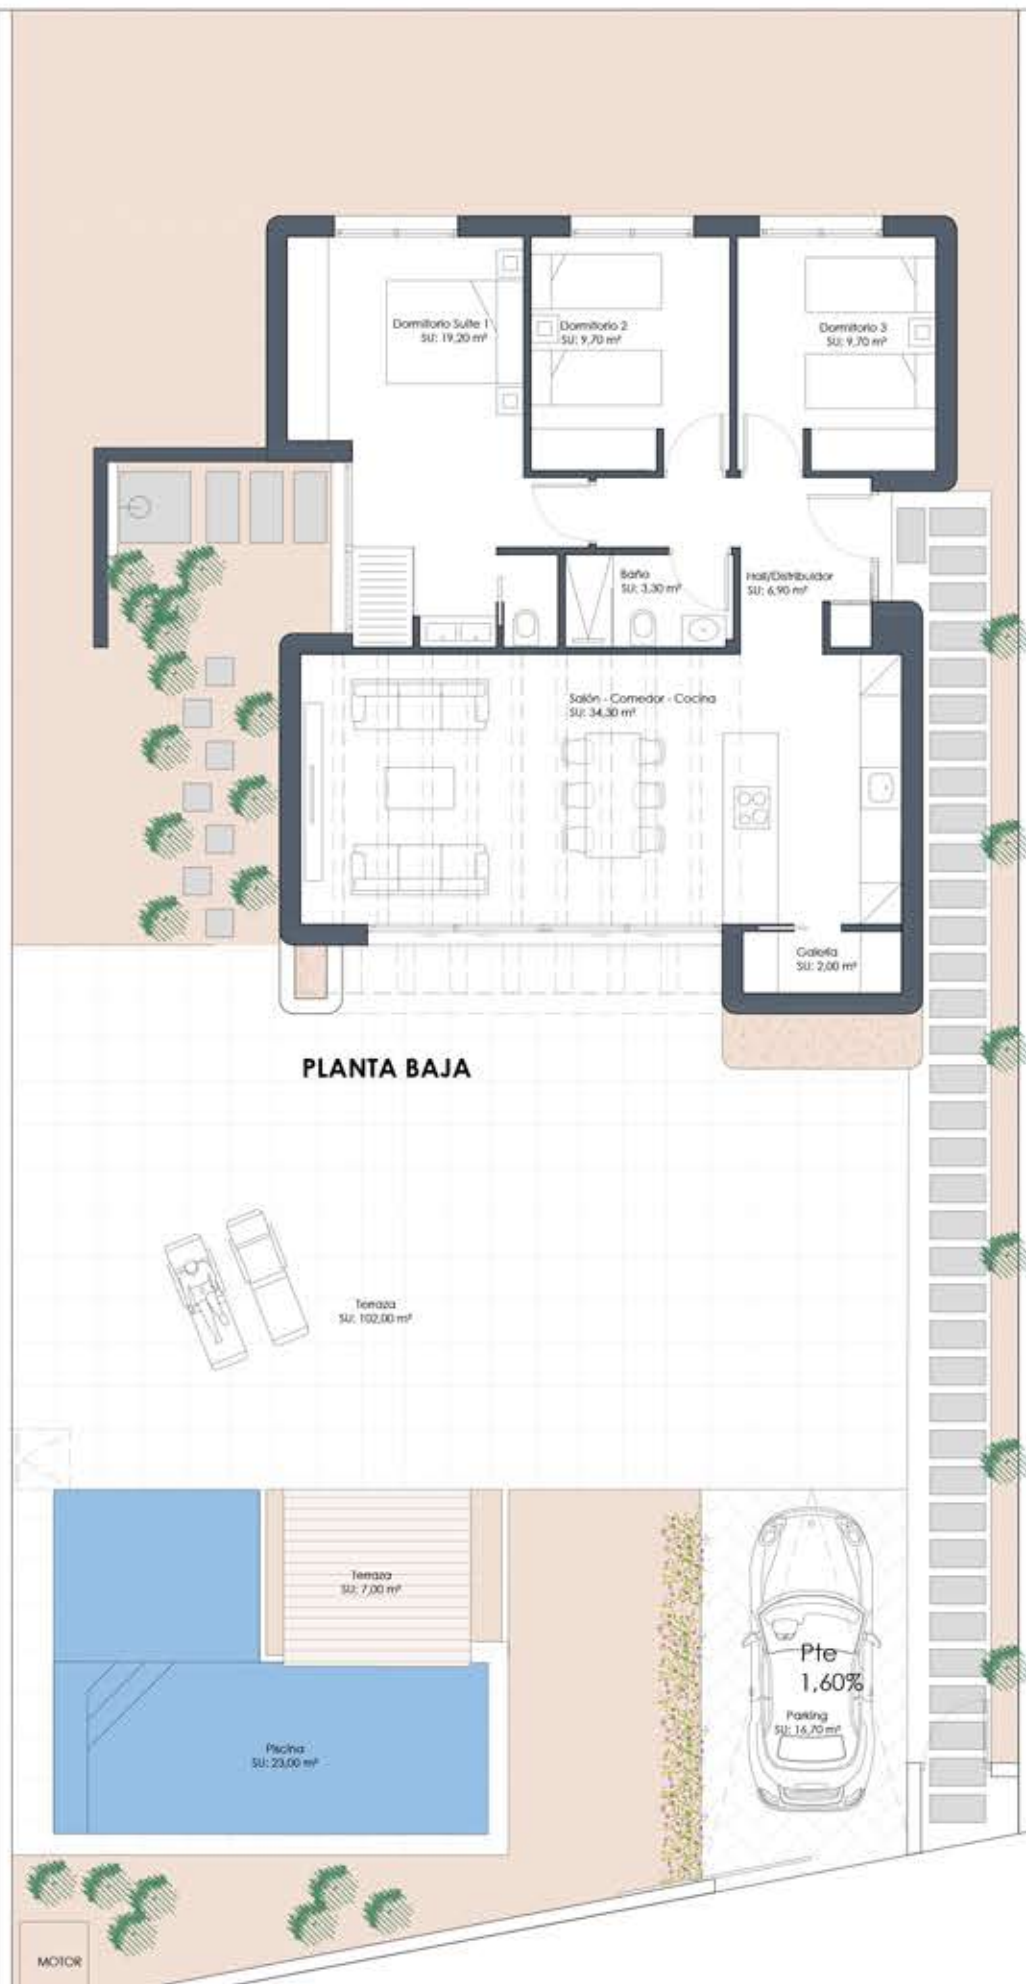 Dormitorio Suite 1
SU: 19,20 m²
Dormitorio 2
SU: 9,70 m²
Dormitorio 3
SU: 9,70 m²
Baño
SU: 3,30 m²
Hall/Distribuidor
SU: 6,90 m²
Salón - Comedor - Cocina
SU: 34,30 m²
Galería
SU: 2,00 m²
PLANTA BAJA
Terraza
SU: 102,00 m²
Terraza
SU: 7,00 m²
Pte
1,60%
Parking
SU: 16,70 m²
Piscina
SU: 23,00 m²
MOTOR